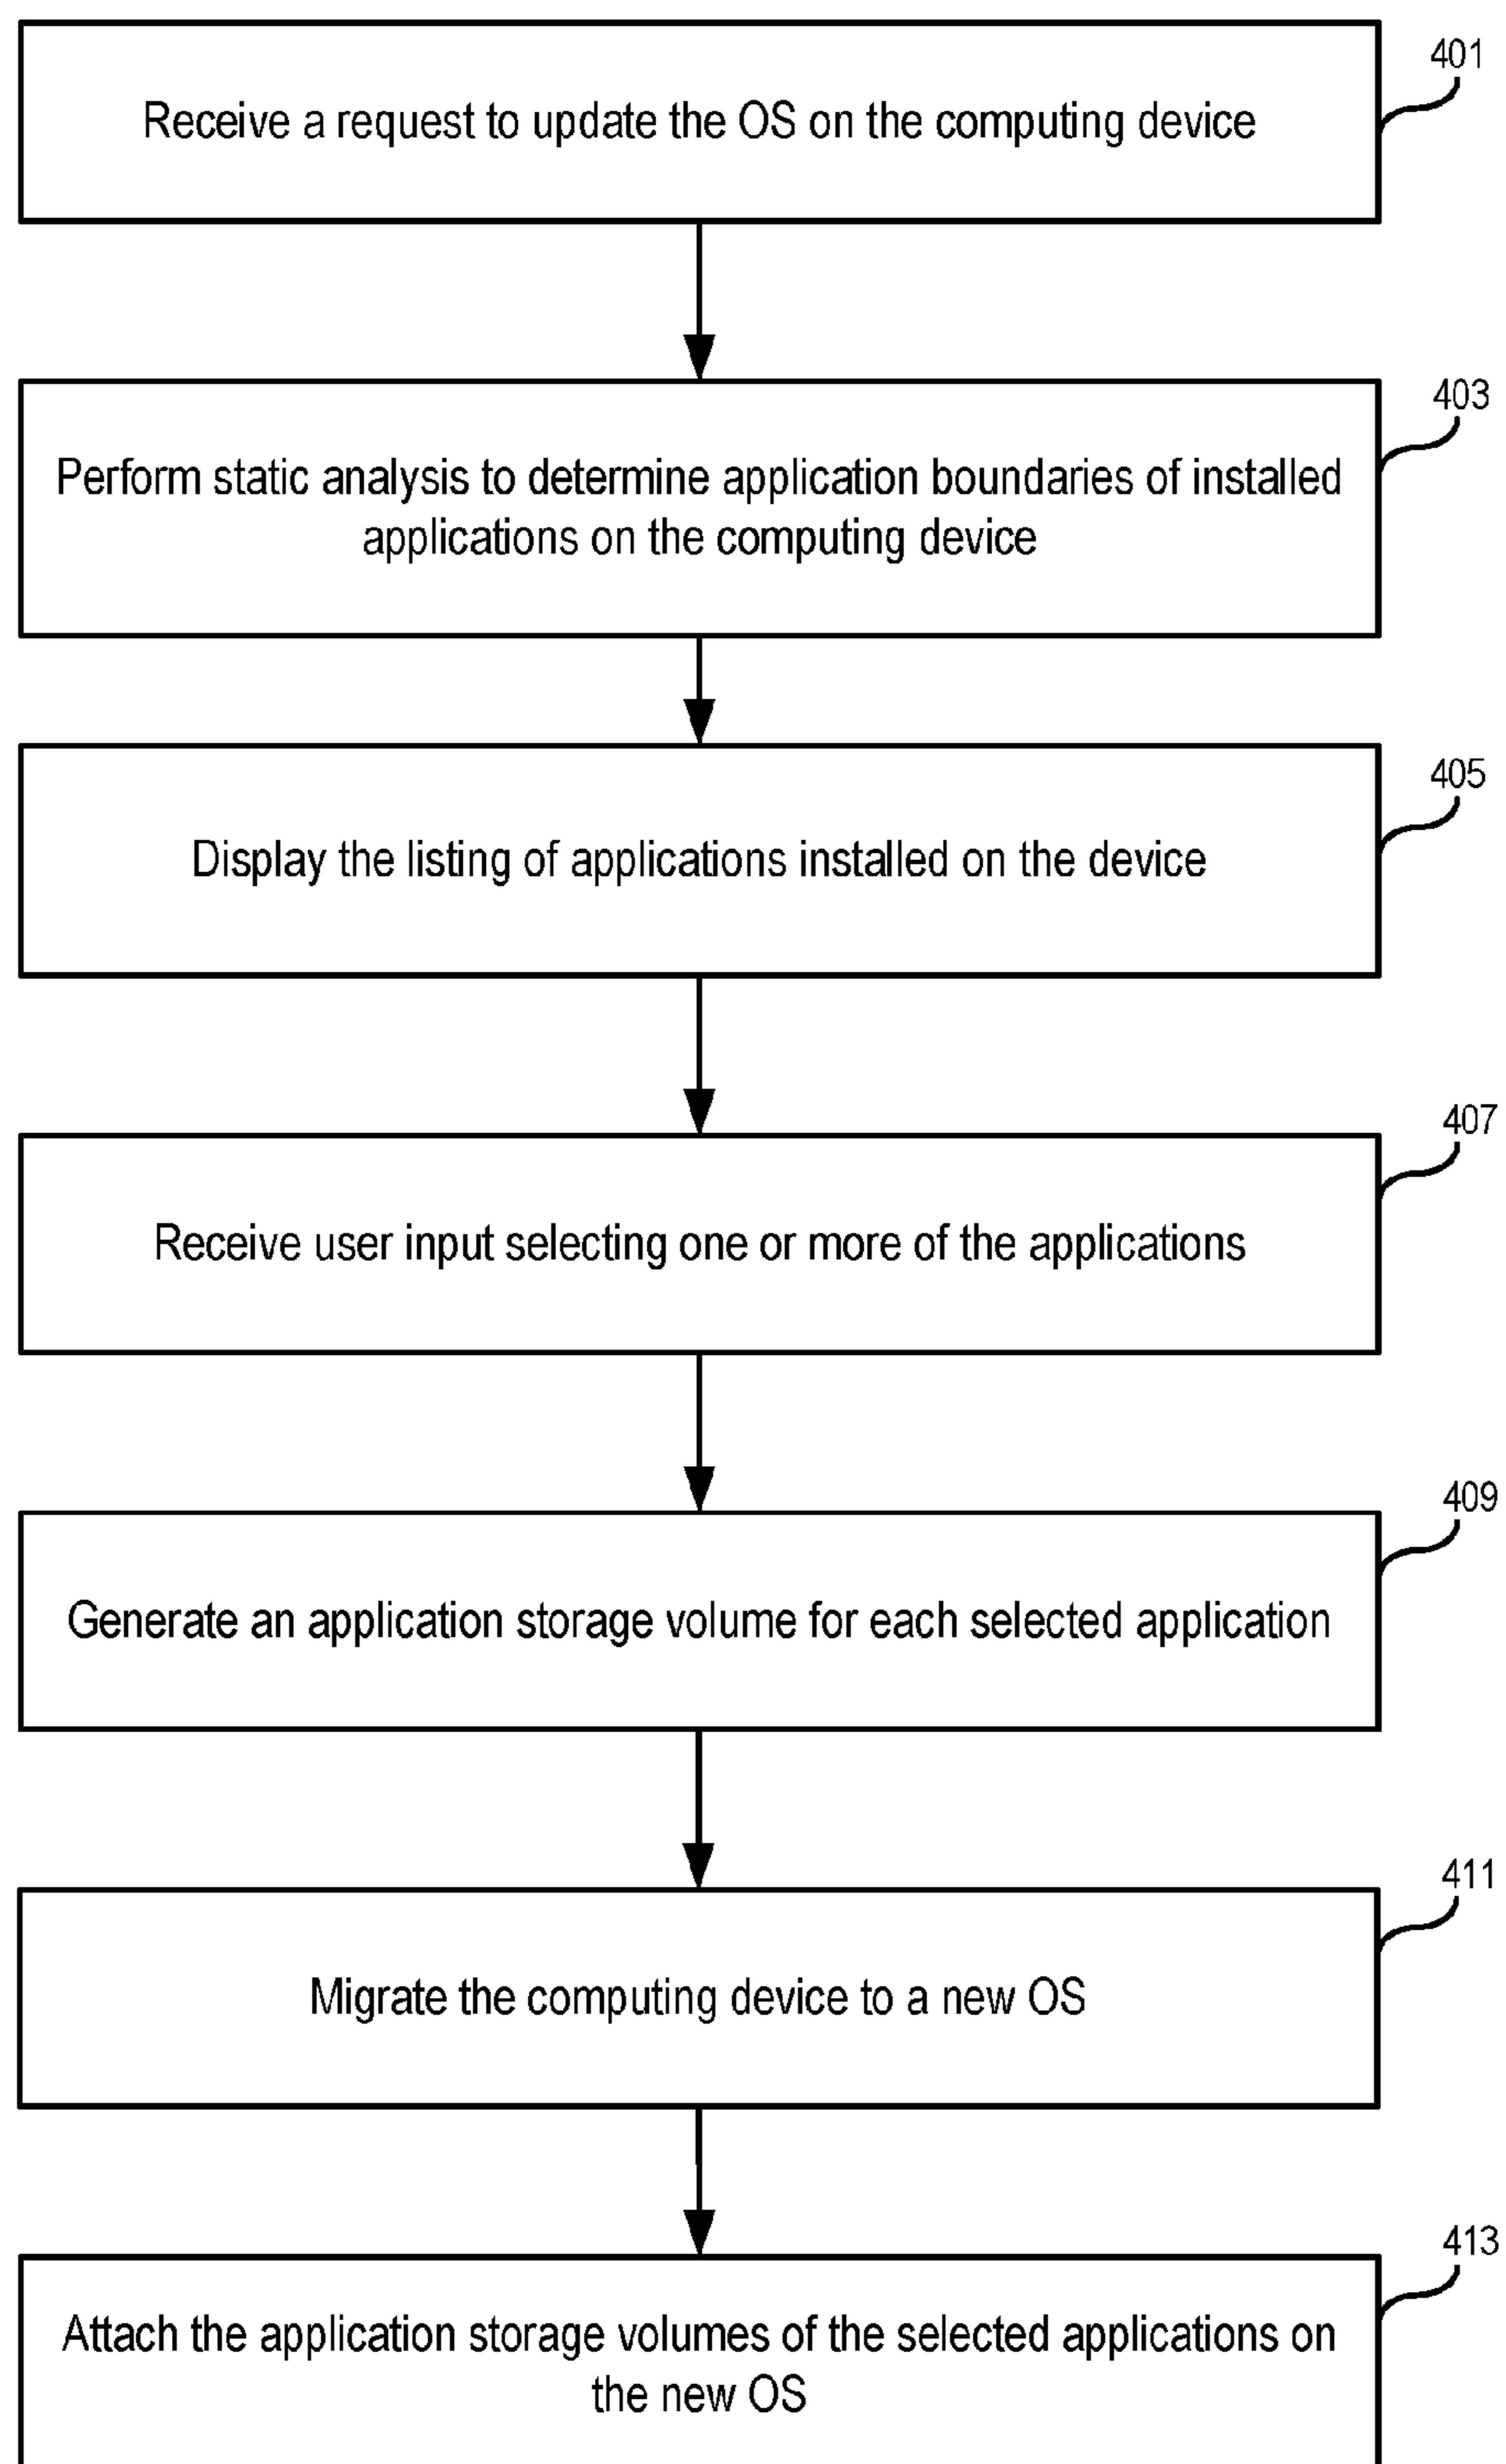 401
Receive a request to update the OS on the computing device
403
Perform static analysis to determine application boundaries of installed
applications on the computing device
405
Display the listing of applications installed on the device
407
Receive user input selecting one or more of the applications
409
Generate an application storage volume for each selected application
411
Migrate the computing device to a new OS
413
Attach the application storage volumes of the selected applications on
the new OS